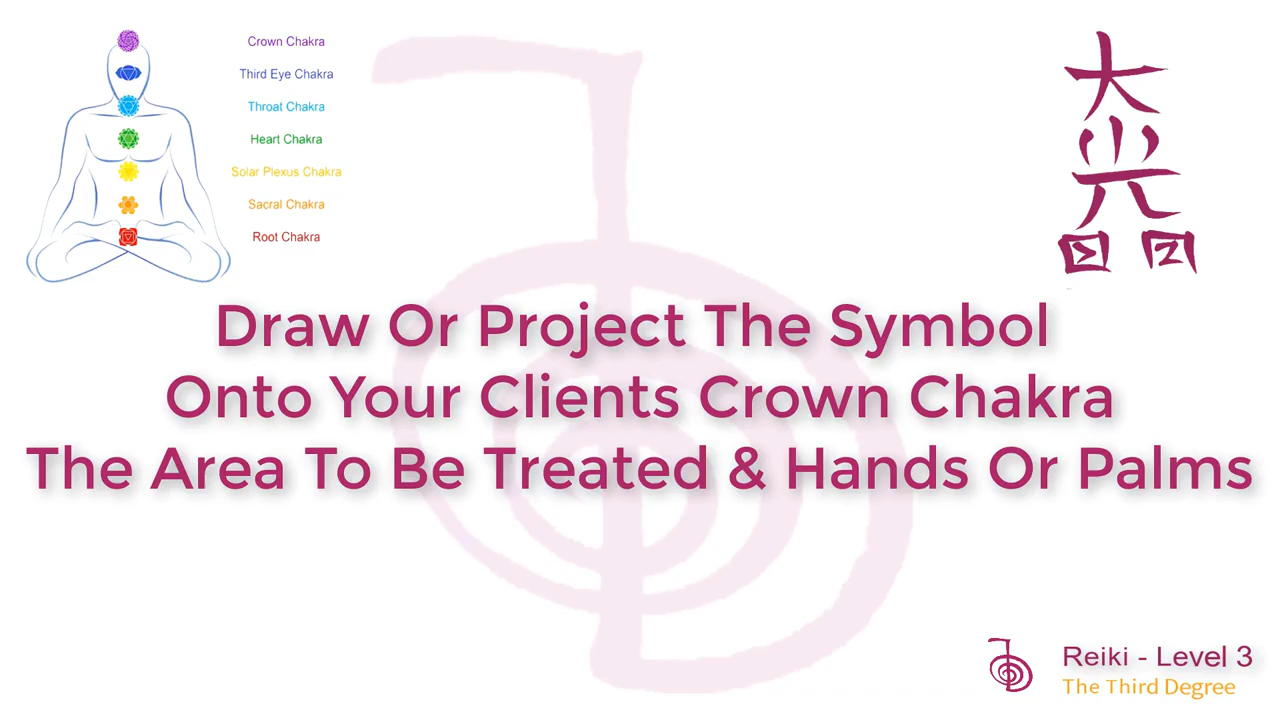 Crown Chakra
Third Eye Chakra
Throat Chakra
Heart Chakra
Solar Plexus Chakra
Sacral Chakra
Root Chakra
Draw Or Project The Symbol
Onto Your Clients Crown Chakra
The Area To Be Treated & Hands Or Palms
Reiki - Level 3
The Third Degree